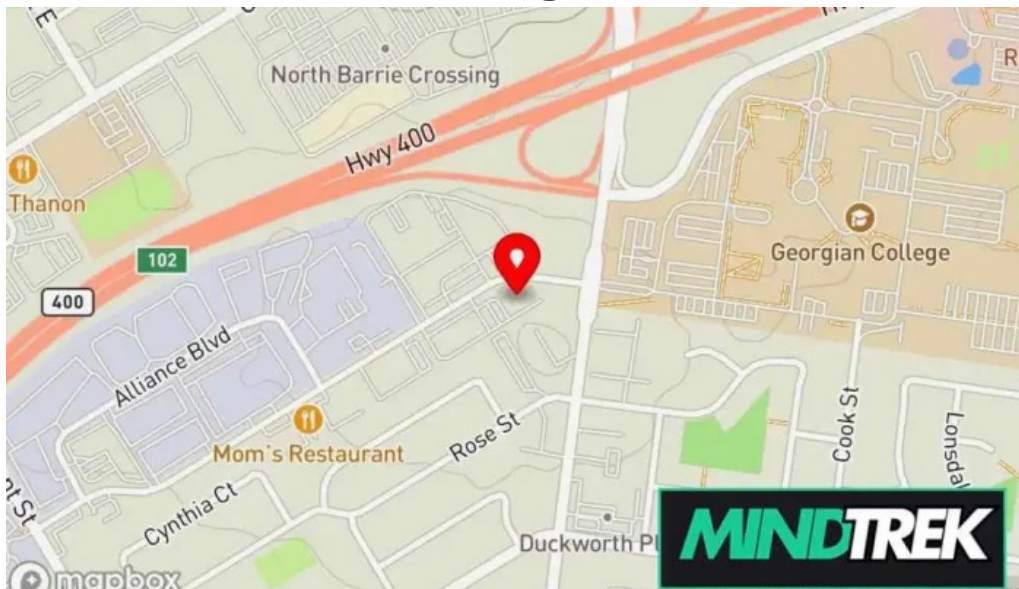 North Barrie Crossing
Hwy 400
Thanon
102
400
Georgian College
Alliance Blvd
Mom's Restaurant
Rose St
Cook St
Cynthia Ct
Duckworth
MINDTREK
mapbox